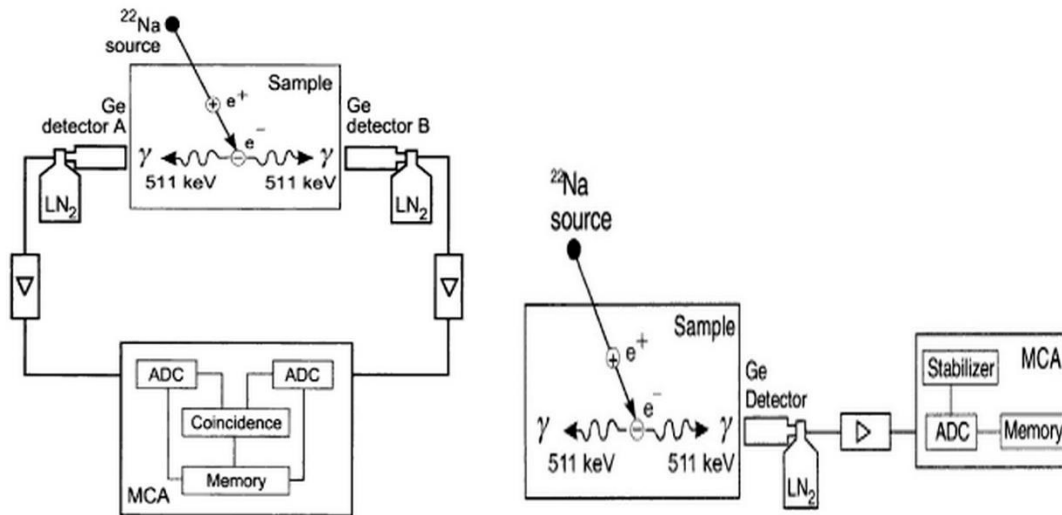 ²²Na
source
Sample
e⁺
Ge
detector A
Ge
detector B
e⁻
γ
γ
511 keV
511 keV
LN₂
LN₂
ADC
ADC
Coincidence
Memory
MCA
²²Na
source
Sample
e⁺
e⁻
γ
γ
511 keV
511 keV
Ge
Detector
LN₂
MCA
Stabilizer
ADC
Memory